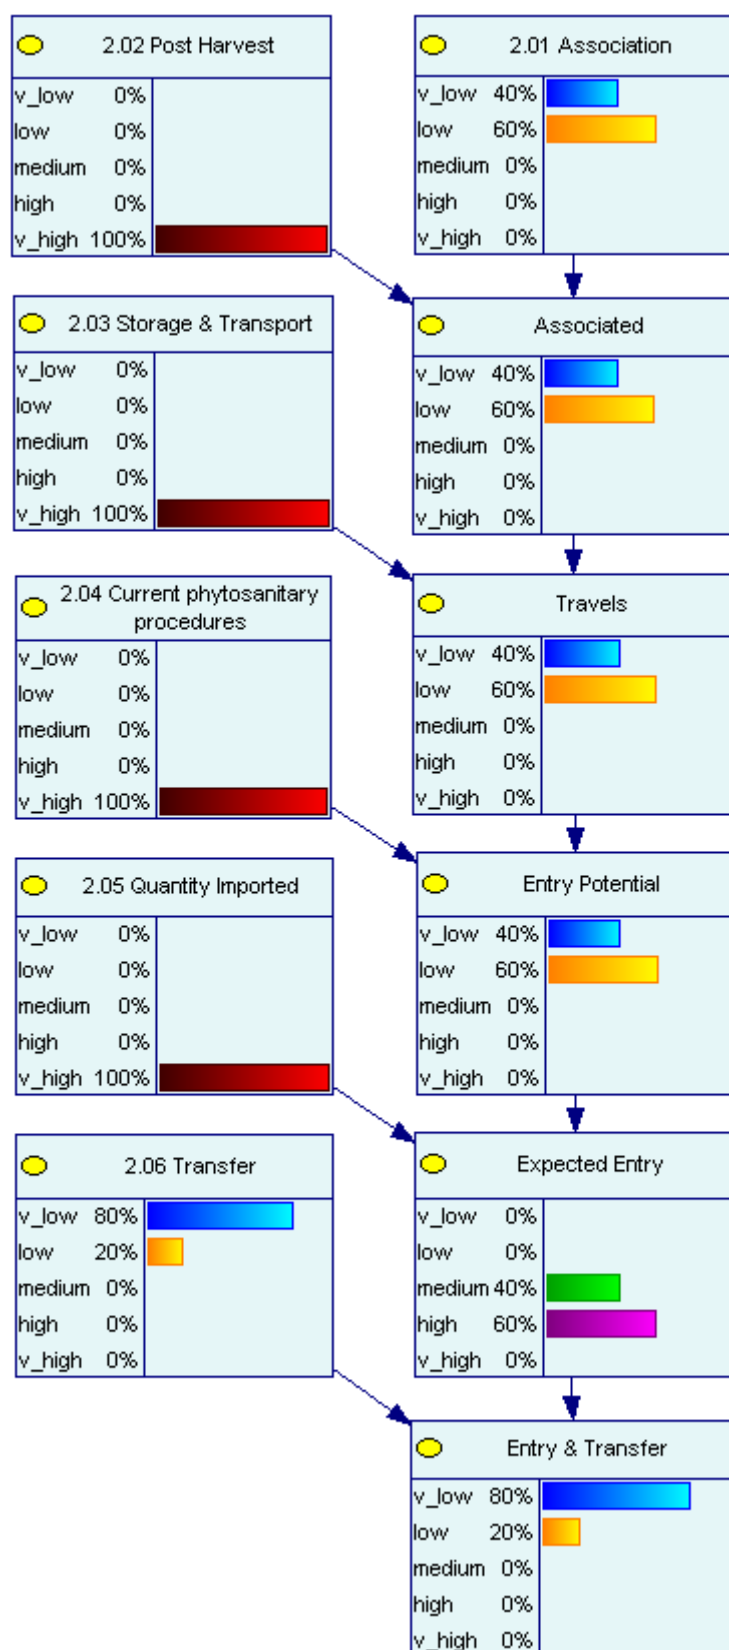 2.02 Post Harvest
v_low 0%
low 0%
medium 0%
high 0%
v_high 100%
2.01 Association
v_low 40%
low 60%
medium 0%
high 0%
v_high 0%
2.03 Storage & Transport
v_low 0%
low 0%
medium 0%
high 0%
v_high 100%
Associated
v_low 40%
low 60%
medium 0%
high 0%
v_high 0%
2.04 Current phytosanitary
procedures
v_low 0%
low 0%
medium 0%
high 0%
v_high 100%
Travels
v_low 40%
low 60%
medium 0%
high 0%
v_high 0%
2.05 Quantity Imported
v_low 0%
low 0%
medium 0%
high 0%
v_high 100%
Entry Potential
v_low 40%
low 60%
medium 0%
high 0%
v_high 0%
2.06 Transfer
v_low 80%
low 20%
medium 0%
high 0%
v_high 0%
Expected Entry
v_low 0%
low 0%
medium 40%
high 60%
v_high 0%
Entry & Transfer
v_low 80%
low 20%
medium 0%
high 0%
v_high 0%